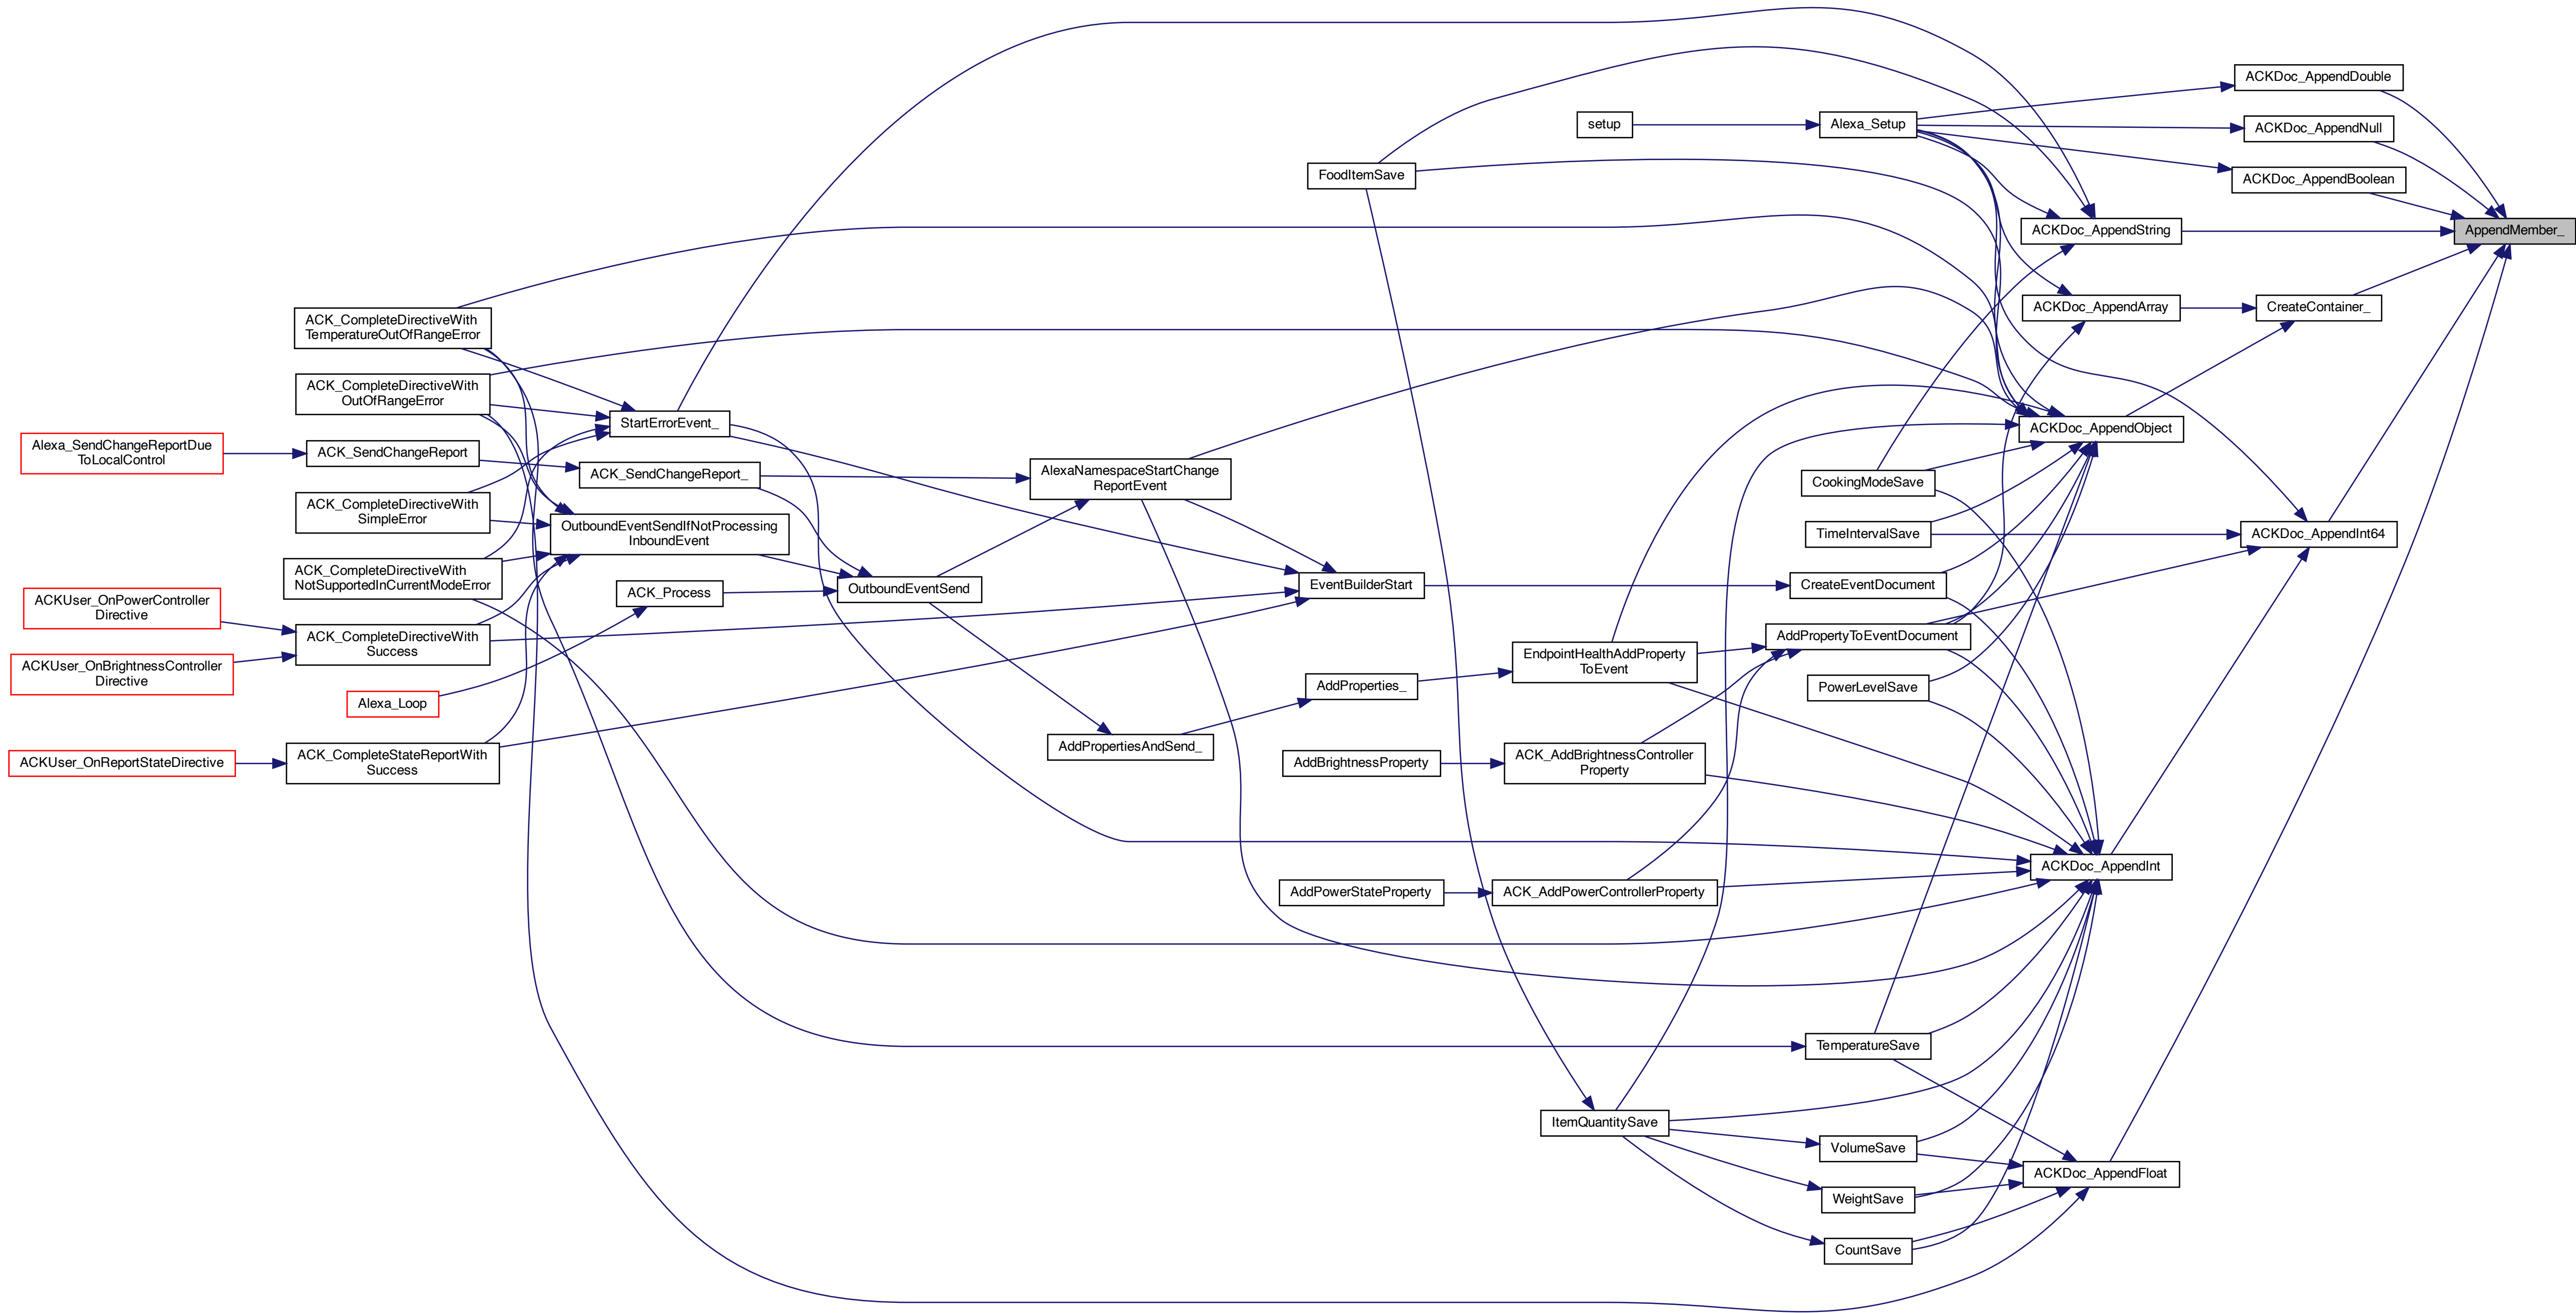 ACKDoc_AppendDouble
setup
Alexa_Setup
ACKDoc_AppendNull
FoodItemSave
ACKDoc_AppendBoolean
ACKDoc_AppendString
AppendMember_
ACK_CompleteDirectiveWith
TemperatureOutOfRangeError
ACKDoc_AppendArray
CreateContainer_
ACK_CompleteDirectiveWith
OutOfRangeError
StartErrorEvent_
ACKDoc_AppendObject
Alexa_SendChangeReportDue
ToLocalControl
ACK_SendChangeReport
ACK_SendChangeReport_
AlexaNamespaceStartChange
ReportEvent
CookingModeSave
ACK_CompleteDirectiveWith
SimpleError
OutboundEventSendIfNotProcessing
InboundEvent
TimeIntervalSave
ACKDoc_AppendInt64
ACK_CompleteDirectiveWith
NotSupportedInCurrentModeError
ACK_Process
OutboundEventSend
EventBuilderStart
CreateEventDocument
ACKUser_OnPowerController
Directive
ACK_CompleteDirectiveWith
Success
AddPropertyToEventDocument
EndpointHealthAddProperty
ToEvent
ACKUser_OnBrightnessController
Directive
AddProperties_
PowerLevelSave
Alexa_Loop
AddPropertiesAndSend_
ACKUser_OnReportStateDirective
ACK_CompleteStateReportWith
Success
AddBrightnessProperty
ACK_AddBrightnessController
Property
ACKDoc_AppendInt
AddPowerStateProperty
ACK_AddPowerControllerProperty
TemperatureSave
ItemQuantitySave
VolumeSave
ACKDoc_AppendFloat
WeightSave
CountSave